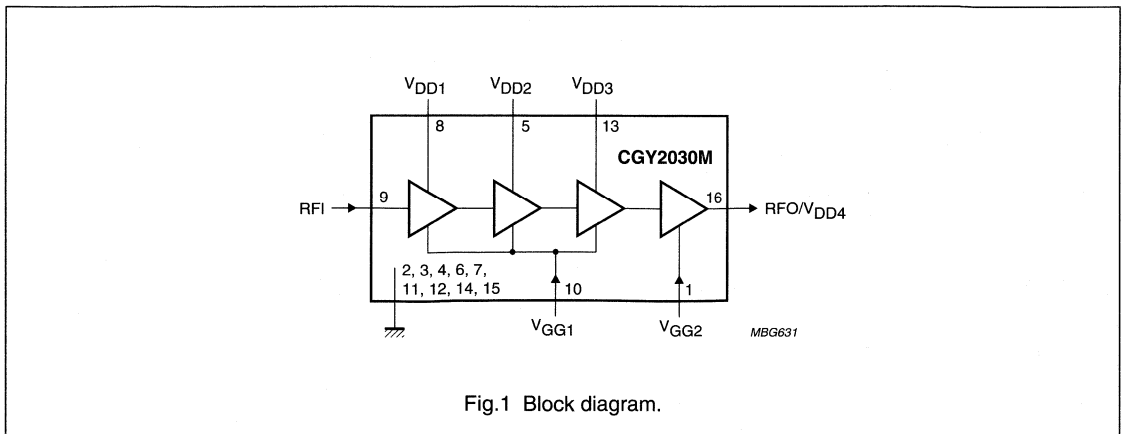 VDD1 VDD2 VDD3
8 5 13
CGY2030M
9 16
RFI RFO/VDD4
2, 3, 4, 6, 7,
11, 12, 14, 15 10 1
VGG1 VGG2 MBG631
Fig.1 Block diagram.